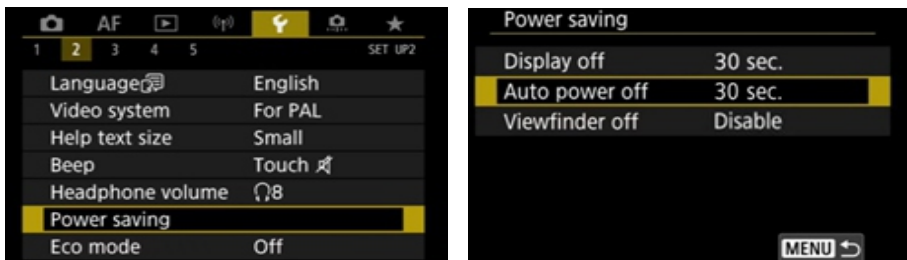 AF
1 2 3 4 5 SET UP2
Language English
Video system For PAL
Help text size Small
Beep Touch
Headphone volume 8
Power saving
Eco mode Off
Power saving
Display off 30 sec.
Auto power off 30 sec.
Viewfinder off Disable
MENU